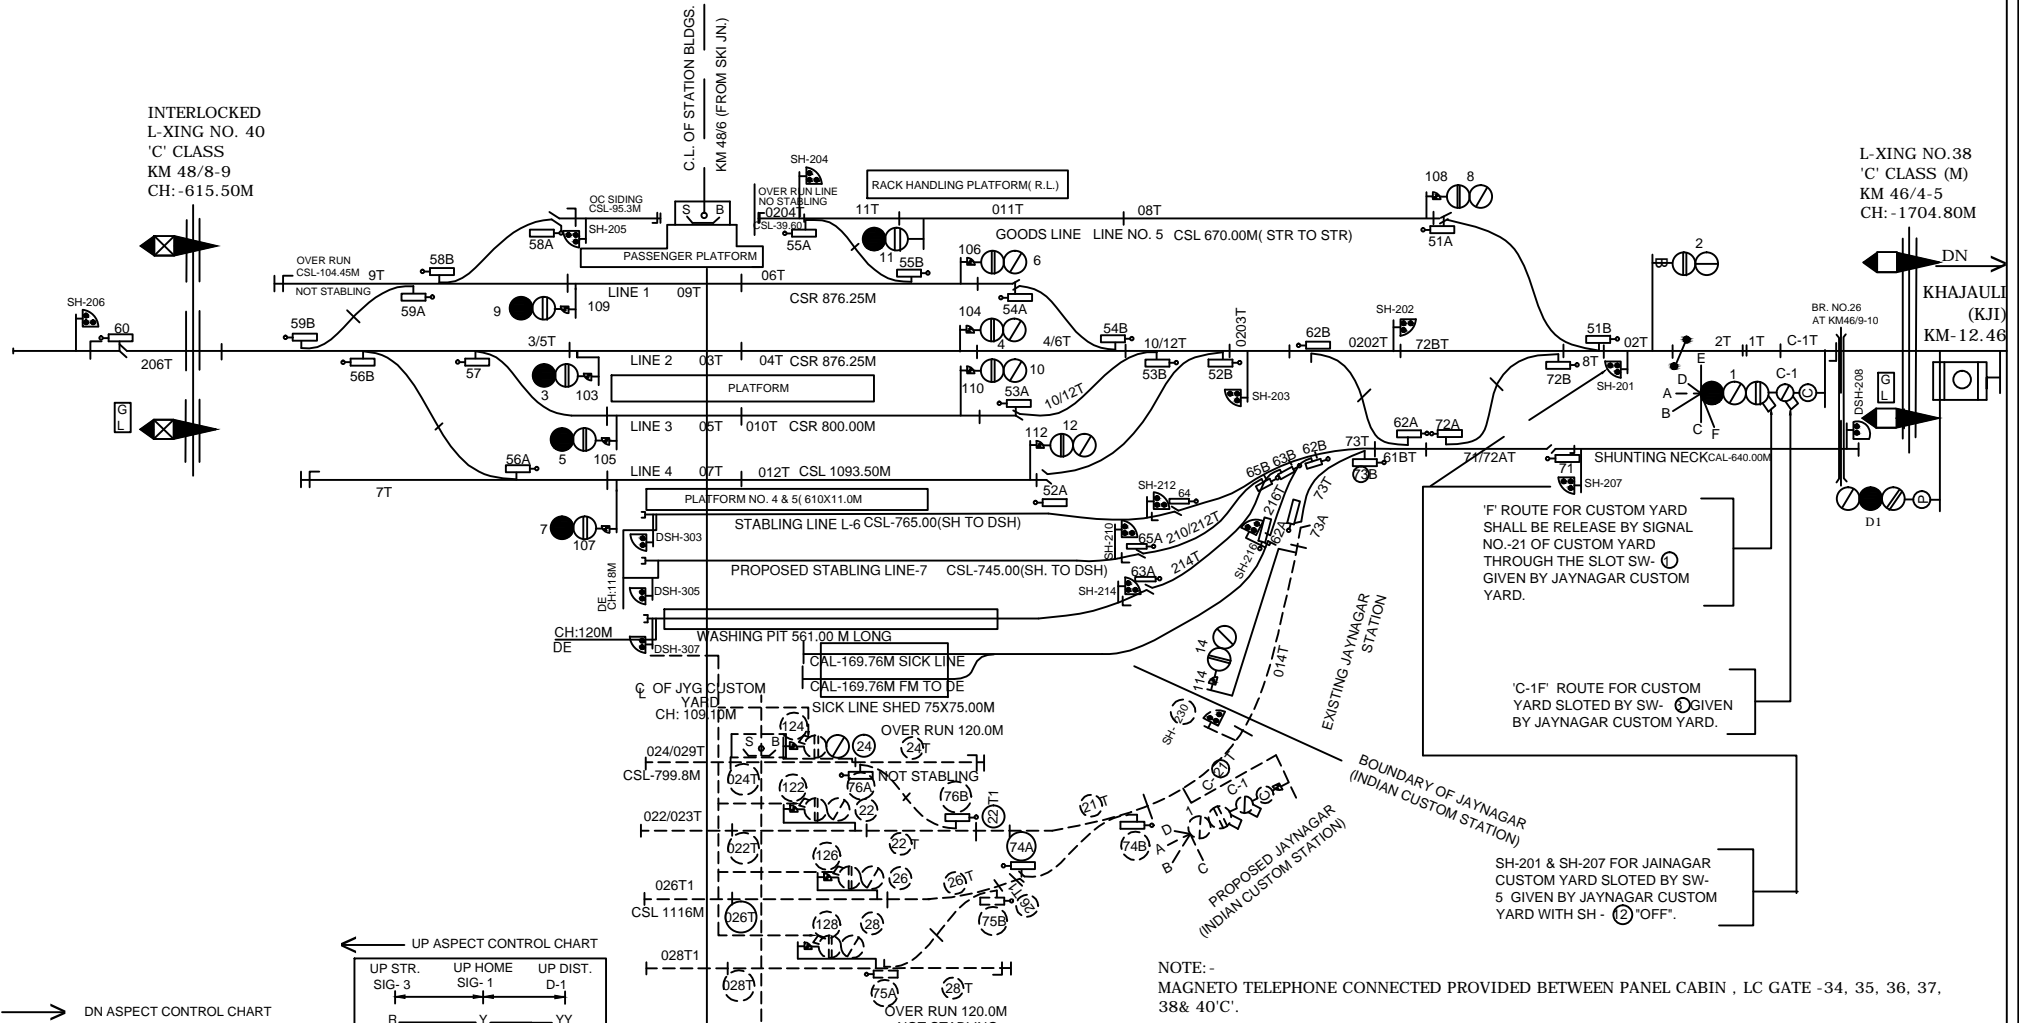 C.L. OF STATION BLDGS.
KM 48/6 (FROM SKI JN.)
INTERLOCKED
L-XING NO. 40
'C' CLASS
KM 48/8-9
CH:-615.50M
L-XING NO.38
'C' CLASS (M)
KM 46/4-5
CH:-1704.80M
SH-204
RACK HANDLING PLATFORM( R.L.)
108 8
OC SIDING
CSL-95.3M
S B
OVER RUN LINE
NO STABLING
0204T
CSL-39.60
11T 011T 08T
GOODS LINE LINE NO. 5 CSL 670.00M( STR TO STR)
58A
SH-205
55A
11
51A
2
B
DN
PASSENGER PLATFORM
OVER RUN
CSL-104.45M
NOT STABLING
9T
58B
59A
55B
106 6
KHAJAULI
(KJI)
KM-12.46
LINE 1 09T 06T CSR 876.25M
54A
9 109
SH-206
60
59B
104
4
54B
0203T
SH-202
62B
51B
BR. NO.26
AT KM46/9-10
206T
3/5T
LINE 2 03T 04T CSR 876.25M
4/6T 10/12T
0202T 72BT 8T 02T 2T 1T C-1T
56B 57
3 103
PLATFORM
110 10
53A
53B
52B
SH-203
10/12T
72B
SH-201
E
D
A
B
C
F
1
C-1
C
DSH-208
G
L
G
L
LINE 3 05T 010T CSR 800.00M
5 105
112 12
62A 72A
56A
7T
LINE 4 07T 012T CSL 1093.50M
52A
65B 63B 62B 73T
73B
61BT 71/72AT
71
SHUNTING NECK CAL-640.00M
SH-207
P
D1
PLATFORM NO. 4 & 5( 610X11.0M)
STABLING LINE L-6 CSL-765.00(SH TO DSH)
SH-212
64
7 107
DSH-303
SH-210
65A
210/212T
216T
62A
73T
73A
SH-216
PROPOSED STABLING LINE-7 CSL-745.00(SH. TO DSH)
63A
214T
SH-214
DE
CH:118M
DSH-305
'F' ROUTE FOR CUSTOM YARD
SHALL BE RELEASE BY SIGNAL
NO.-21 OF CUSTOM YARD
THROUGH THE SLOT SW- 1
GIVEN BY JAYNAGAR CUSTOM
YARD.
CH:120M
DE
DSH-307
WASHING PIT 561.00 M LONG
CAL-169.76M SICK LINE
CAL-169.76M FM TO DE
SICK LINE SHED 75X75.00M
14
114
014T
EXISTING JAYNAGAR
STATION
CL OF JYG CUSTOM
YARD
CH: 109.10M
SH- 230
'C-1F' ROUTE FOR CUSTOM
YARD SLOTED BY SW- 3 GIVEN
BY JAYNAGAR CUSTOM YARD.
124
S B
24
OVER RUN 120.0M
24T
NOT STABLING
024/029T
CSL-799.8M
024T
122
76A
22
76B
22T1
BOUNDARY OF JAYNAGAR
(INDIAN CUSTOM STATION)
C- 21T
C-1
C
1
D
A
B
C
21T
74B
022/023T
022T
22T
74A
126
26
26T
26T1
PROPOSED JAYNAGAR
(INDIAN CUSTOM STATION)
026T1
CSL 1116M
026T
75B
SH-201 & SH-207 FOR JAINAGAR
CUSTOM YARD SLOTED BY SW-
5 GIVEN BY JAYNAGAR CUSTOM
YARD WITH SH - 12 "OFF".
128
28
028T1
028T
75A
28T
OVER RUN 120.0M
UP ASPECT CONTROL CHART
UP STR. UP HOME UP DIST.
SIG- 3 SIG- 1 D-1
R Y YY
DN ASPECT CONTROL CHART
NOTE:-
MAGNETO TELEPHONE CONNECTED PROVIDED BETWEEN PANEL CABIN , LC GATE -34, 35, 36, 37,
38& 40'C'.